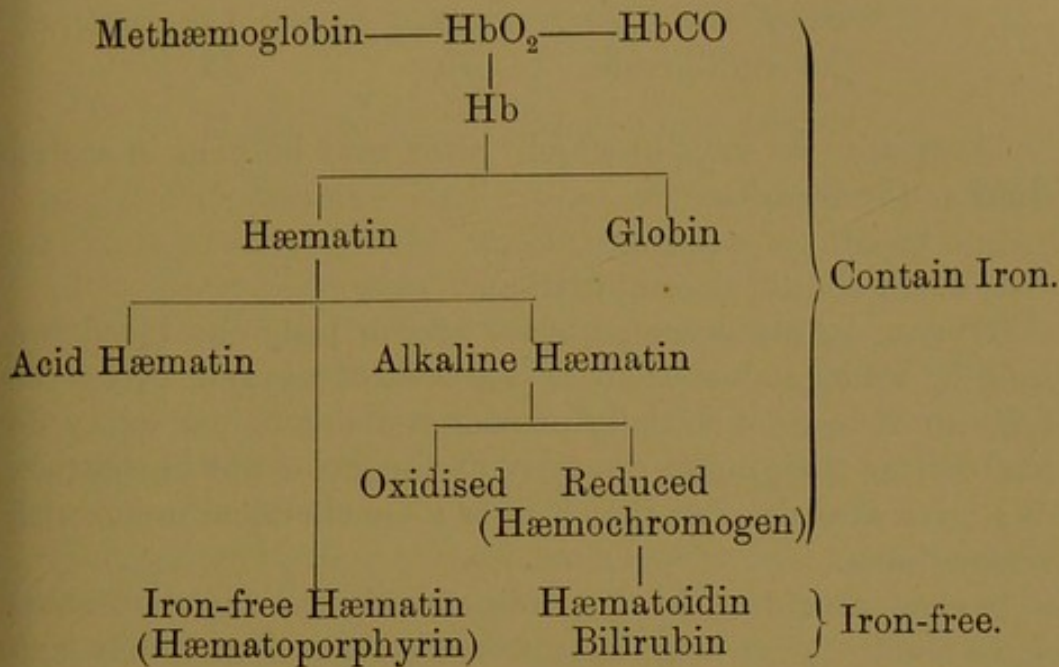 Methæmoglobin——HbO₂——HbCO
Hb
Hæmatin Globin
Contain Iron.
Acid Hæmatin Alkaline Hæmatin
Oxidised Reduced
(Hæmochromogen)
Iron-free Hæmatin Hæmatoidin
Iron-free.
(Hæmatoporphyrin) Bilirubin